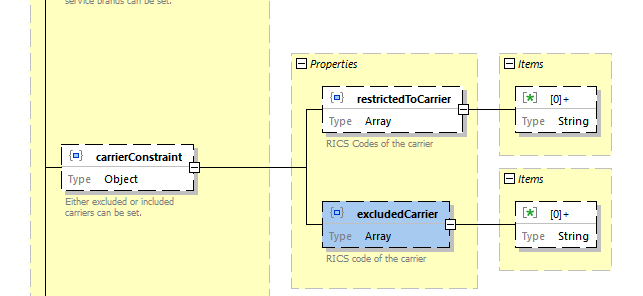 service brands can be set.
Properties
Items
restrictedToCarrier
[0]+
Type Array
Type String
RICS Codes of the carrier
carrierConstraint
Type Object
Either excluded or included
carriers can be set.
Items
excludedCarrier
[0]+
Type Array
Type String
RICS code of the carrier